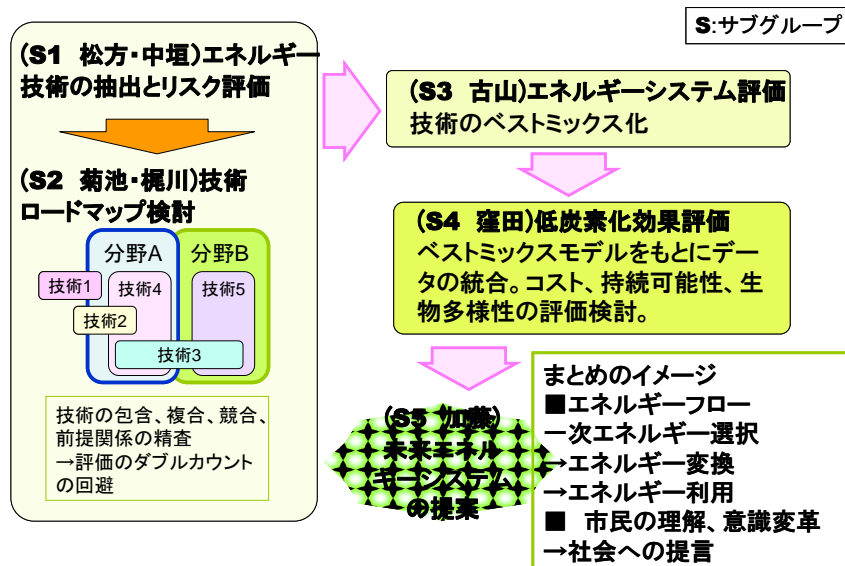 S:サブグループ
(S1 松方・中垣)エネルギー
技術の抽出とリスク評価
(S2 菊池・梶川)技術
ロードマップ検討
分野A
分野B
技術1
技術4
技術5
技術2
技術3
技術の包含、複合、競合、
前提関係の精査
→評価のダブルカウント
の回避
(S3 古山)エネルギーシステム評価
技術のベストミックス化
(S4 窪田)低炭素化効果評価
ベストミックスモデルをもとにデー
タの統合。コスト、持続可能性、生
物多様性の評価検討。
(S5 加藤)
未来エネル
ギーシステム
の提案
まとめのイメージ
■エネルギーフロー
一次エネルギー選択
→エネルギー変換
→エネルギー利用
■ 市民の理解、意識変革
→社会への提言